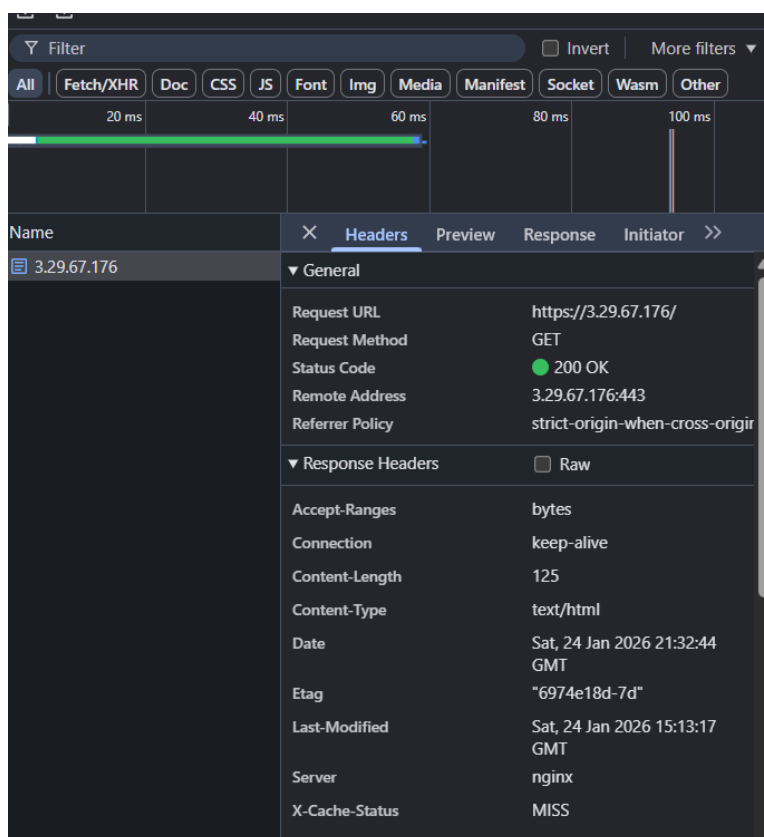 Filter
Invert
More filters ▼
All
Fetch/XHR
Doc
CSS
JS
Font
Img
Media
Manifest
Socket
Wasm
Other
20 ms
40 ms
60 ms
80 ms
100 ms
Name
Headers
Preview
Response
Initiator
3.29.67.176
▼ General
Request URL
https://3.29.67.176/
Request Method
GET
Status Code
200 OK
Remote Address
3.29.67.176:443
Referrer Policy
strict-origin-when-cross-origin
▼ Response Headers
Raw
Accept-Ranges
bytes
Connection
keep-alive
Content-Length
125
Content-Type
text/html
Date
Sat, 24 Jan 2026 21:32:44
GMT
Etag
"6974e18d-7d"
Last-Modified
Sat, 24 Jan 2026 15:13:17
GMT
Server
nginx
X-Cache-Status
MISS